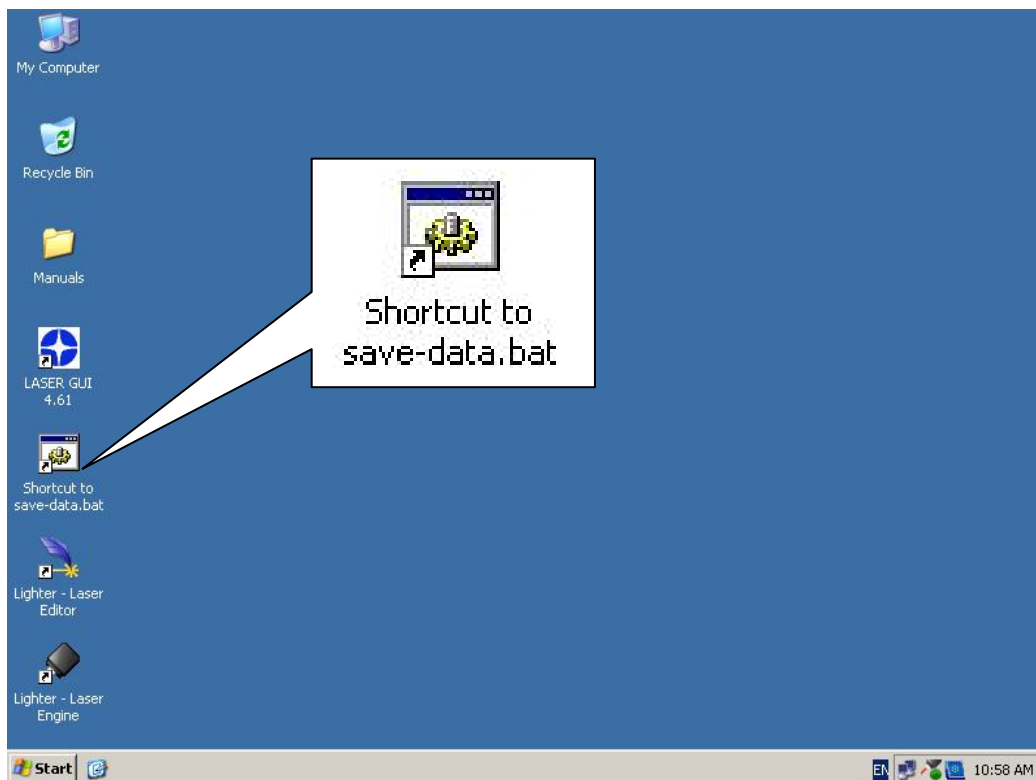 My Computer
Recycle Bin
Manuals
LASER GUI
4.61
Shortcut to
save-data.bat
Lighter - Laser
Editor
Lighter - Laser
Engine
Shortcut to
save-data.bat
Start
EN
10:58 AM